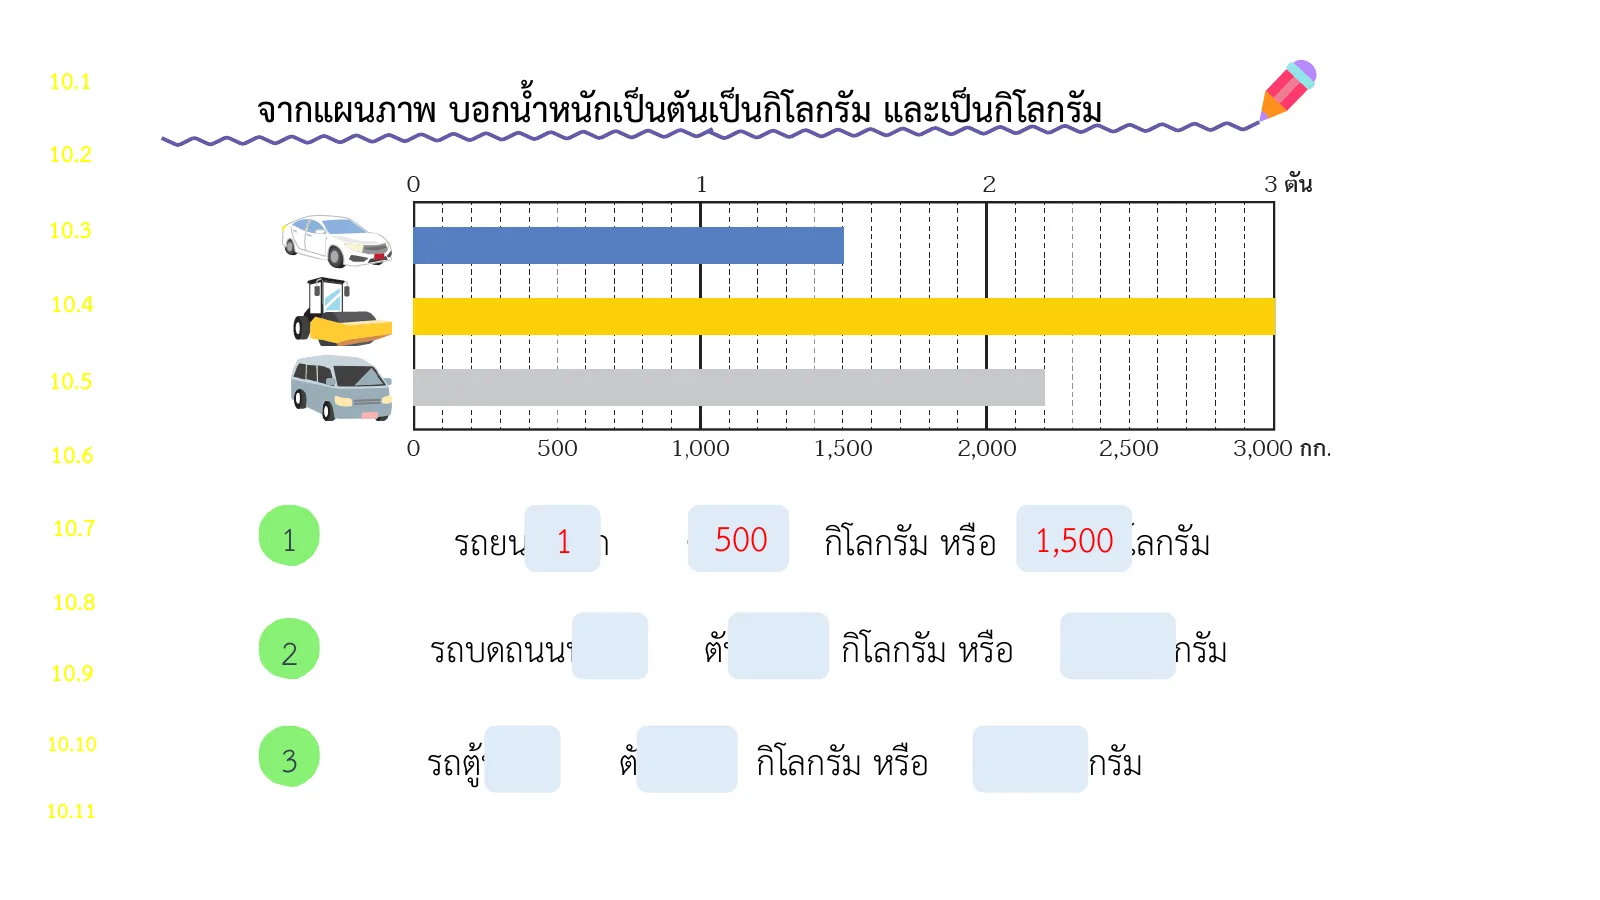 10.1
จากแผนภาพ บอกน้ำหนักเป็นตันเป็นกิโลกรัม และเป็นกิโลกรัม
10.2
0 1 2 3 ตัน
10.3
10.4
10.5
0 500 1,000 1,500 2,000 2,500 3,000 กก.
10.6
10.7
1 รถยน 1 500 กิโลกรัม หรือ 1,500 โลกรัม
10.8
2 รถบดถนน ตั กิโลกรัม หรือ กรัม
10.9
10.10
3 รถตู้ ตั กิโลกรัม หรือ กรัม
10.11